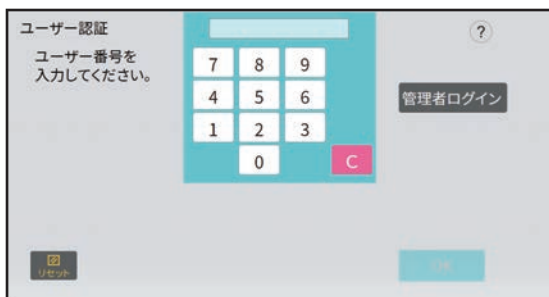 ユーザー認証
?
ユーザー番号を
入力してください。
7 8 9
4 5 6
管理者ログイン
1 2 3
0 C
リセット
OK